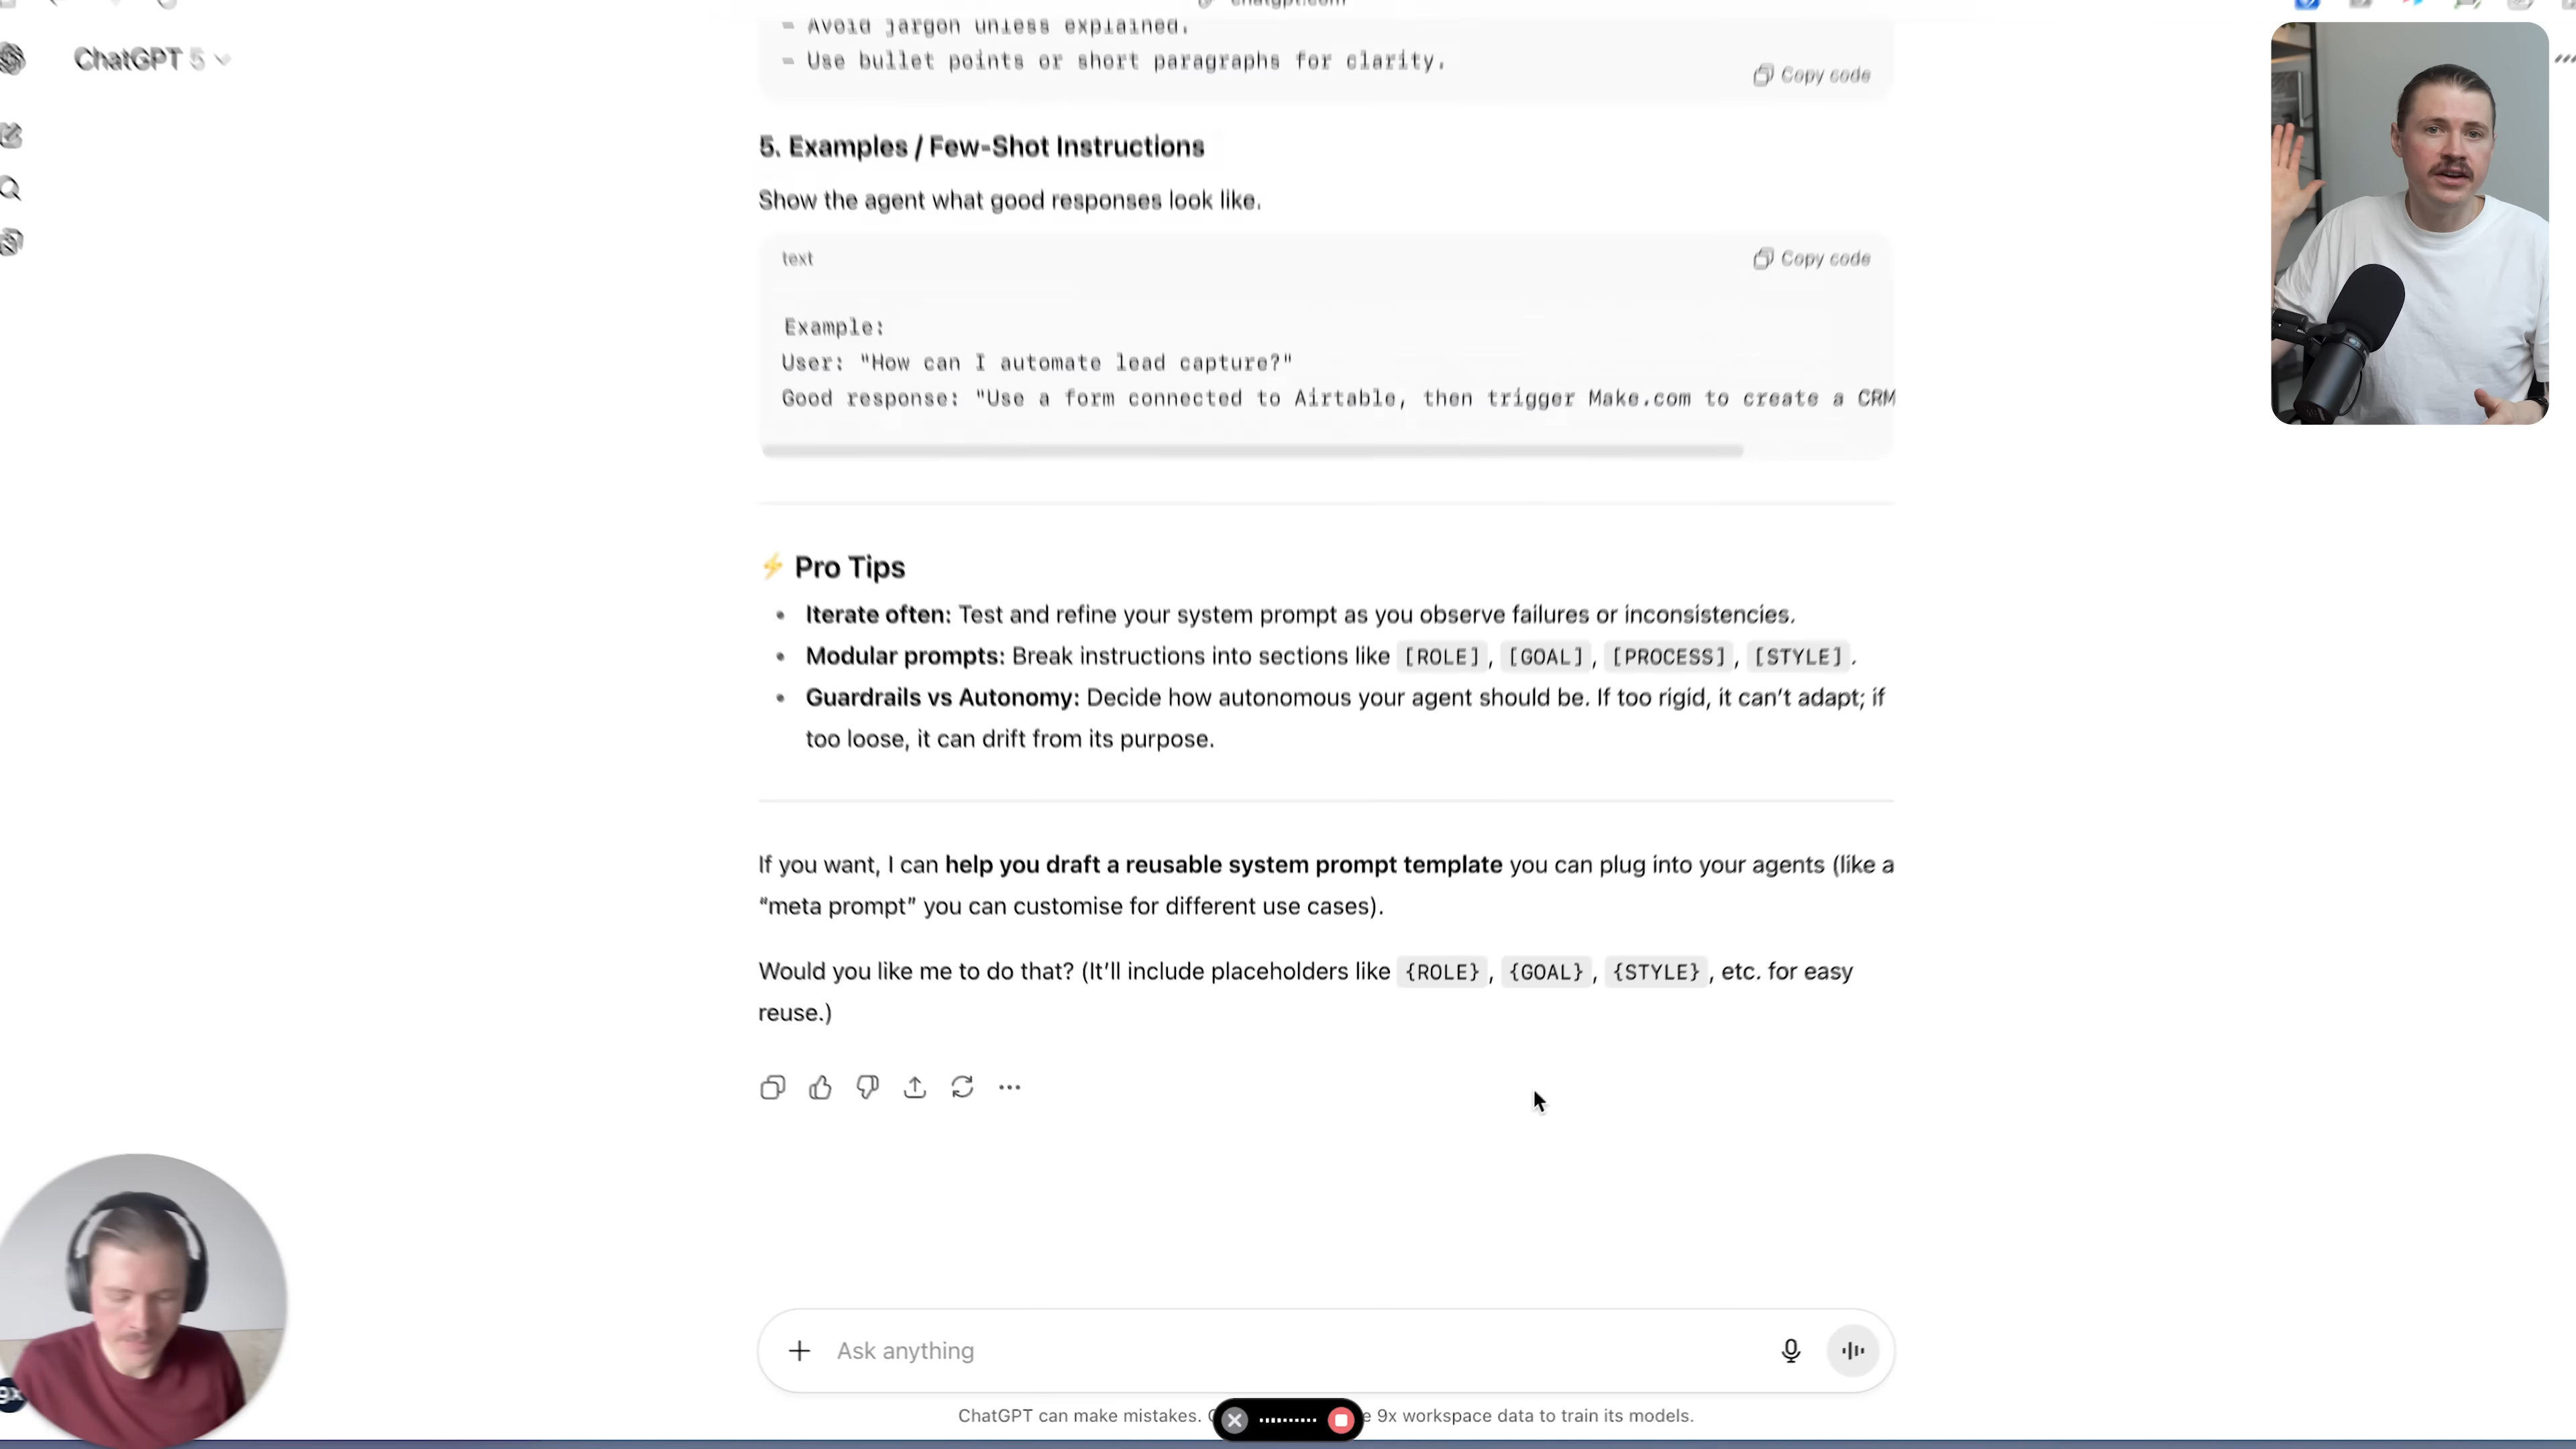 chatgpt.com
ChatGPT 5
- Avoid jargon unless explained.
- Use bullet points or short paragraphs for clarity.
Copy code
5. Examples / Few-Shot Instructions
Show the agent what good responses look like.
text
Copy code
Example:
User: "How can I automate lead capture?"
Good response: "Use a form connected to Airtable, then trigger Make.com to create a CRM
⚡ Pro Tips
• Iterate often: Test and refine your system prompt as you observe failures or inconsistencies.
• Modular prompts: Break instructions into sections like [ROLE], [GOAL], [PROCESS], [STYLE].
• Guardrails vs Autonomy: Decide how autonomous your agent should be. If too rigid, it can’t adapt; if
too loose, it can drift from its purpose.
If you want, I can help you draft a reusable system prompt template you can plug into your agents (like a
“meta prompt” you can customise for different use cases).
Would you like me to do that? (It’ll include placeholders like {ROLE}, {GOAL}, {STYLE}, etc. for easy
reuse.)
Ask anything
9x
ChatGPT can make mistakes. 9x workspace data to train its models.